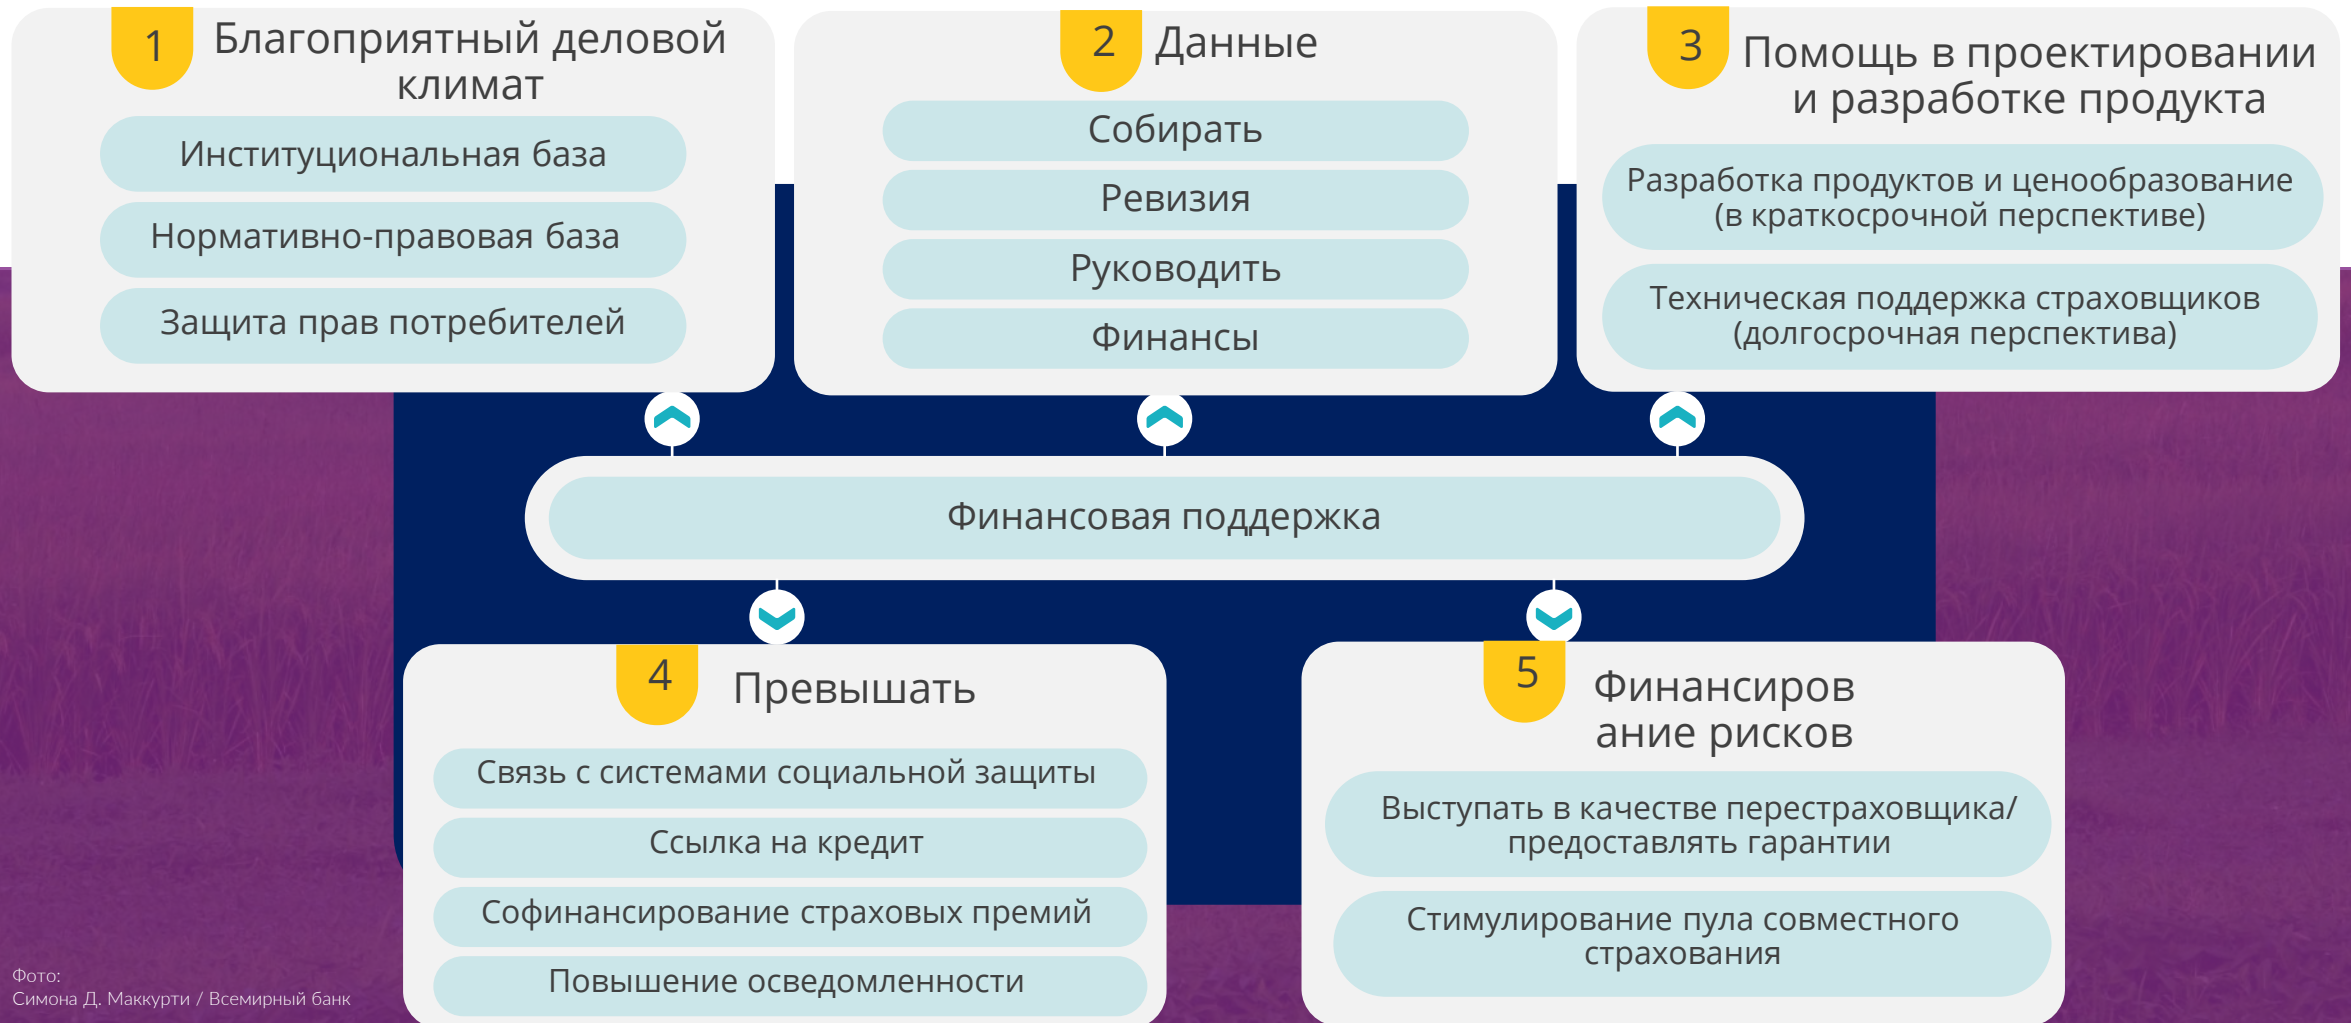 1
Благоприятный деловой
климат
Институциональная база
Нормативно-правовая база
Защита прав потребителей
2
Данные
Собирать
Ревизия
Руководить
Финансы
3
Помощь в проектировании
и разработке продукта
Разработка продуктов и ценообразование
(в краткосрочной перспективе)
Техническая поддержка страховщиков
(долгосрочная перспектива)
Финансовая поддержка
4
Превышать
Связь с системами социальной защиты
Ссылка на кредит
Софинансирование страховых премий
Повышение осведомленности
5
Финансиров
ание рисков
Выступать в качестве перестраховщика/
предоставлять гарантии
Стимулирование пула совместного
страхования
Фото:
Симона Д. Маккурти / Всемирный банк